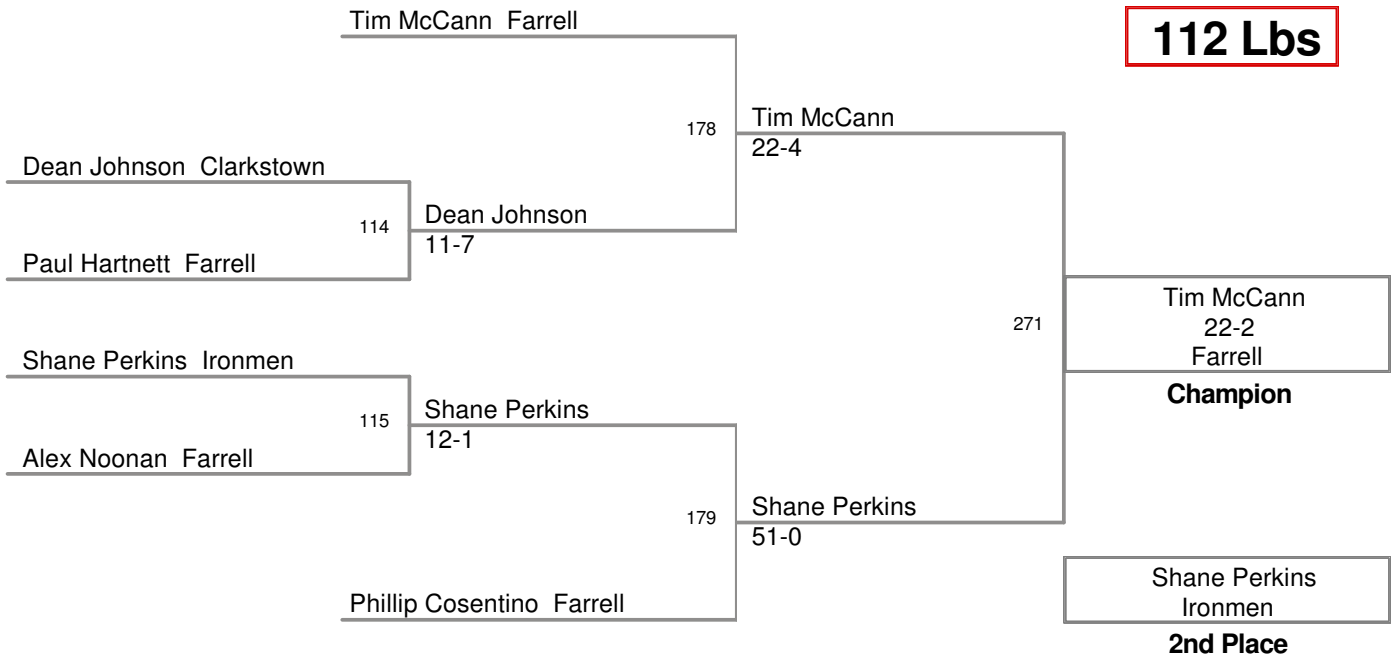 Tim McCann Farrell
112 Lbs
178
Tim McCann
22-4
Dean Johnson Clarkstown
114
Dean Johnson
11-7
Paul Hartnett Farrell
271
Tim McCann
22-2
Farrell
Champion
Shane Perkins Ironmen
115
Shane Perkins
12-1
Alex Noonan Farrell
179
Shane Perkins
51-0
Phillip Cosentino Farrell
Shane Perkins
Ironmen
2nd Place